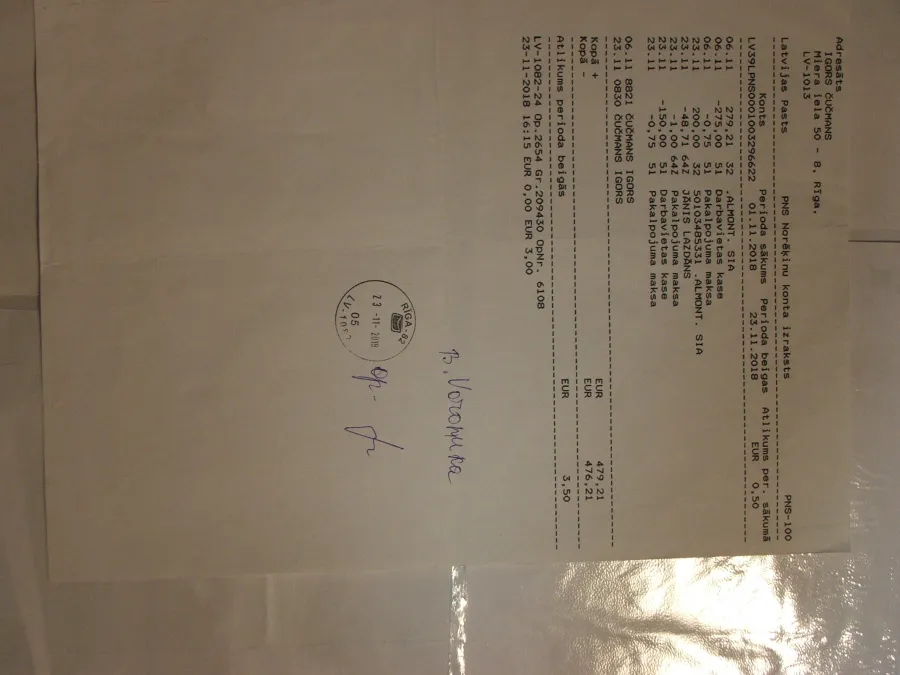 Adresāts
IGORS ČUČMANS
Miera iela 50 - 8, Rīga,
LV-1013
Latvijas Pasts PNS Norēķinu konta izraksts PNS-100
Konts Perioda sākums Perioda beigas Atlikums per. sākumā
LV39LPNS0001003296622 01.11.2018 23.11.2018 EUR 0,50
06.11 279,21 32 .ALMONT. SIA
06.11 -275,00 51 Darbavietas kase
06.11 -0,75 51 Pakalpojuma maksa
23.11 200,00 32 50103485331 .ALMONT. SIA
23.11 -48,71 64Z JĀNIS LAZDĀNS
23.11 -1,00 64Z Pakalpojuma maksa
23.11 -150,00 51 Darbavietas kase
23.11 -0,75 51 Pakalpojuma maksa
06.11 8821 ČUČMANS IGORS
23.11 0830 ČUČMANS IGORS
Kopā + EUR 479,21
Kopā - EUR 476,21
Atlikums perioda beigās EUR 3,50
LV-1082-24 Op.2654 Gr.209430 OpNr. 6108
23-11-2018 16:15 EUR 0,00 EUR 3,00
RĪGA-82
23-11-
05